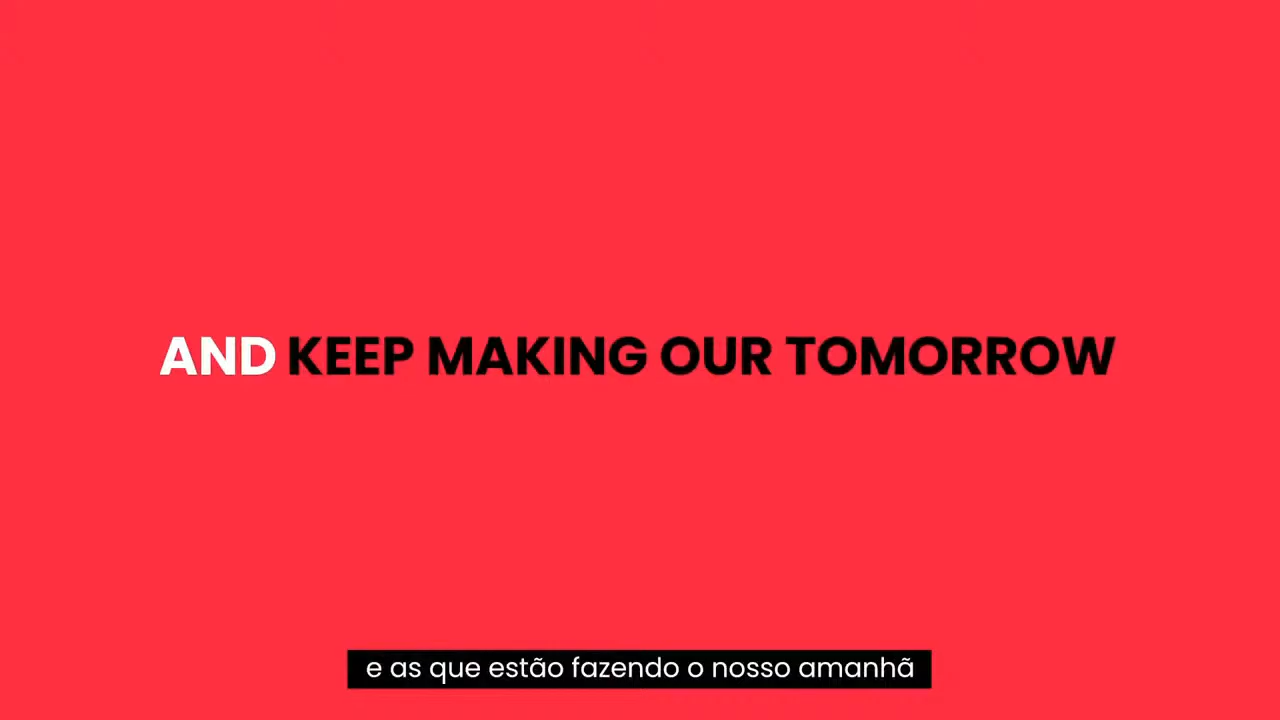 AND KEEP MAKING OUR TOMORROW
e as que estão fazendo o nosso amanhã